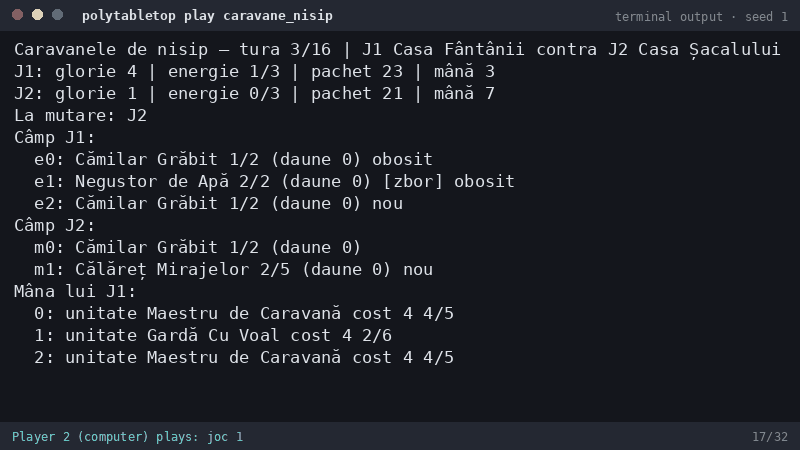 polytabletop play caravane_nisip
terminal output · seed 1
Caravanele de nisip — tura 3/16 | J1 Casa Fântânii contra J2 Casa Șacalului
J1: glorie 4 | energie 1/3 | pachet 23 | mână 3
J2: glorie 1 | energie 0/3 | pachet 21 | mână 7
La mutare: J2
Câmp J1:
e0: Cămilar Grăbit 1/2 (daune 0) obosit
e1: Negustor de Apă 2/2 (daune 0) [zbor] obosit
e2: Cămilar Grăbit 1/2 (daune 0) nou
Câmp J2:
m0: Cămilar Grăbit 1/2 (daune 0)
m1: Călăreț Mirajelor 2/5 (daune 0) nou
Mâna lui J1:
0: unitate Maestru de Caravană cost 4 4/5
1: unitate Gardă Cu Voal cost 4 2/6
2: unitate Maestru de Caravană cost 4 4/5
Player 2 (computer) plays: joc 1
17/32